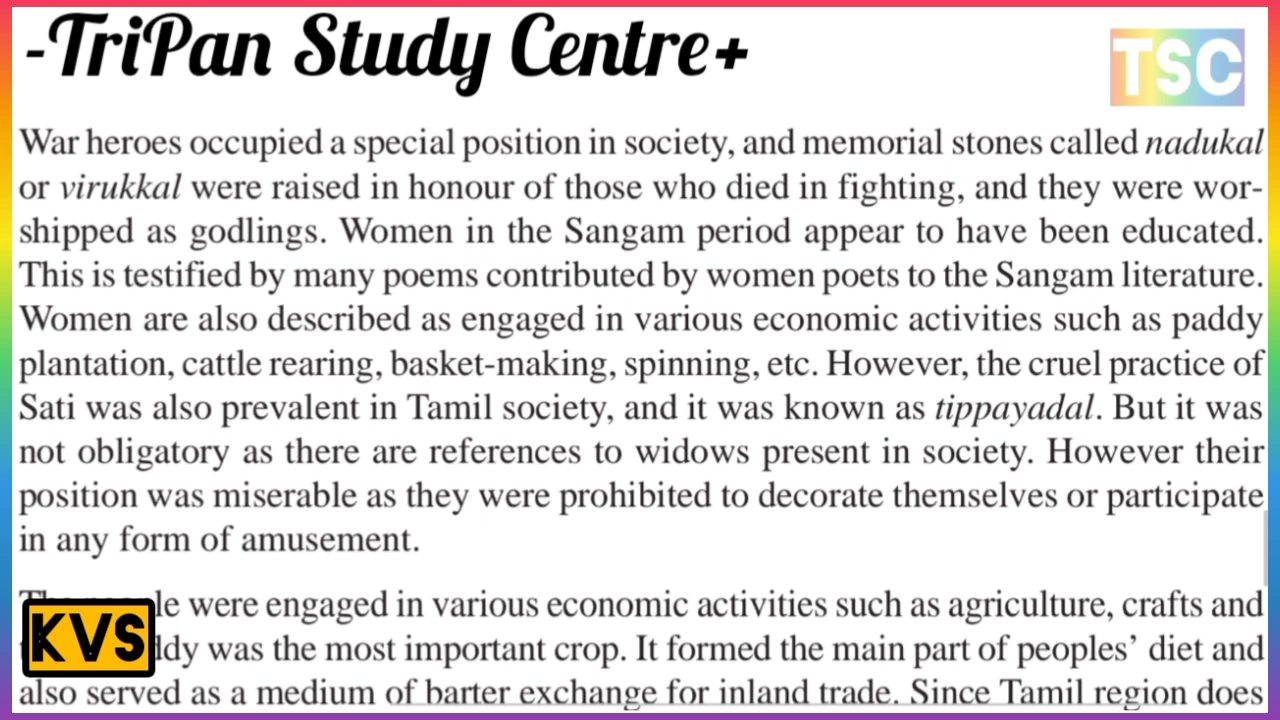 -TriPan Study Centre+
TSC
War heroes occupied a special position in society, and memorial stones called nadukal
or virukkal were raised in honour of those who died in fighting, and they were wor-
shipped as godlings. Women in the Sangam period appear to have been educated.
This is testified by many poems contributed by women poets to the Sangam literature.
Women are also described as engaged in various economic activities such as paddy
plantation, cattle rearing, basket-making, spinning, etc. However, the cruel practice of
Sati was also prevalent in Tamil society, and it was known as tippayadal. But it was
not obligatory as there are references to widows present in society. However their
position was miserable as they were prohibited to decorate themselves or participate
in any form of amusement.
were engaged in various economic activities such as agriculture, crafts and
was the most important crop. It formed the main part of peoples’ diet and
also served as a medium of barter exchange for inland trade. Since Tamil region does
KVS